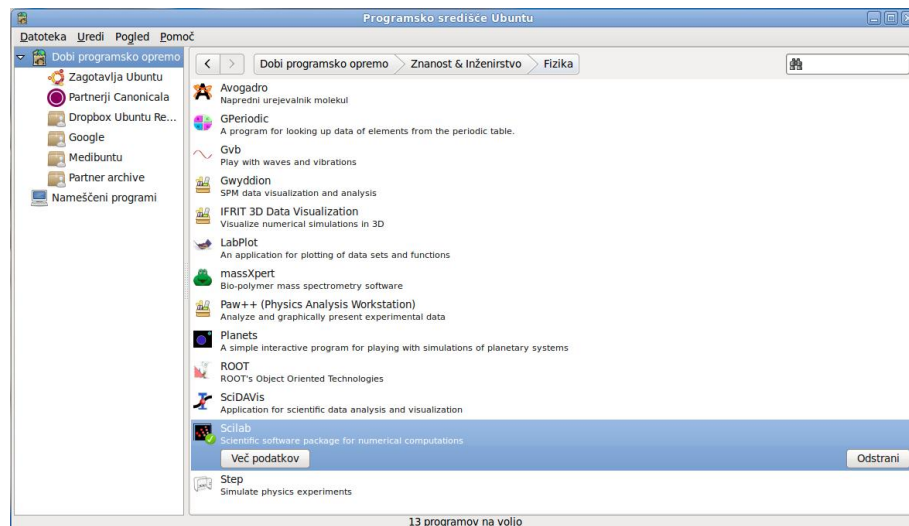 Programsko središče Ubuntu
Datoteka Uredi Pogled Pomoč
Dobi programsko opremo
Zagotavlja Ubuntu
Partnerji Canonicala
Dropbox Ubuntu Re...
Google
Medibuntu
Partner archive
Nameščeni programi
Dobi programsko opremo Znanost & Inženirstvo Fizika
Avogadro
Napredni urejevalnik molekul
GPeriodic
A program for looking up data of elements from the periodic table.
Gvb
Play with waves and vibrations
Gwyddion
SPM data visualization and analysis
IFRIT 3D Data Visualization
Visualize numerical simulations in 3D
LabPlot
An application for plotting of data sets and functions
massXpert
Bio-polymer mass spectrometry software
Paw++ (Physics Analysis Workstation)
Analyze and graphically present experimental data
Planets
A simple interactive program for playing with simulations of planetary systems
ROOT
ROOT's Object Oriented Technologies
SciDAVis
Application for scientific data analysis and visualization
Scilab
Scientific software package for numerical computations
Več podatkov Odstrani
Step
Simulate physics experiments
13 programov na voljo